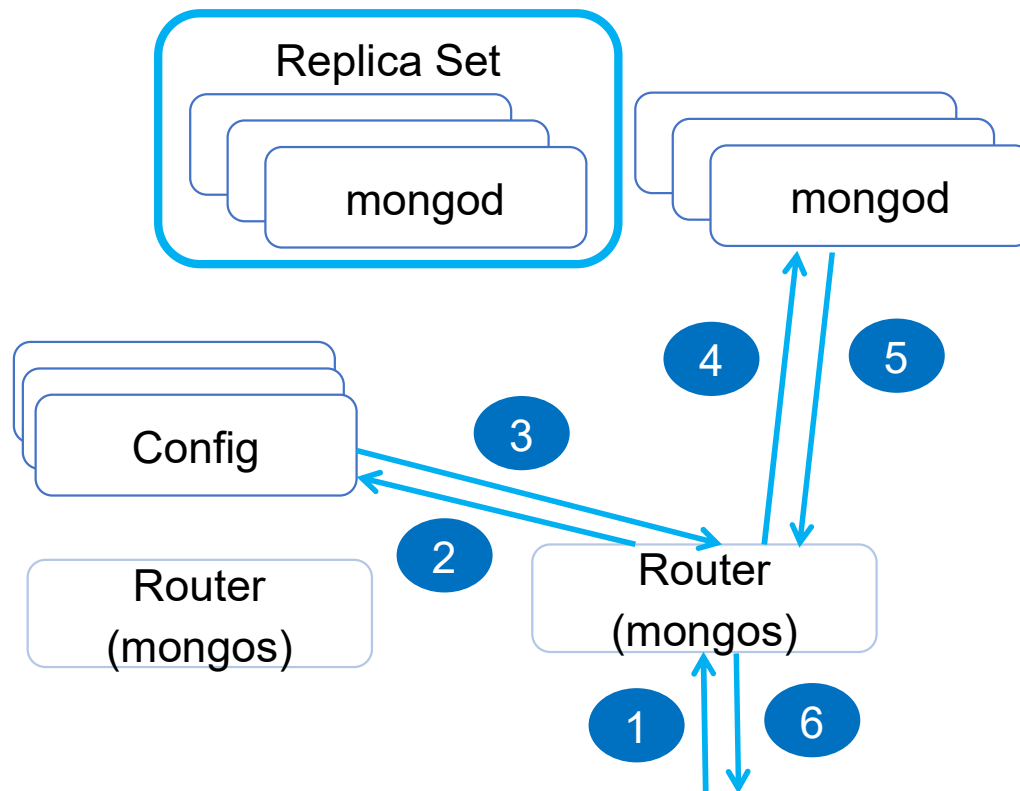 Replica Set
mongod
mongod
4
5
3
Config
2
Router
(mongos)
Router
(mongos)
1
6